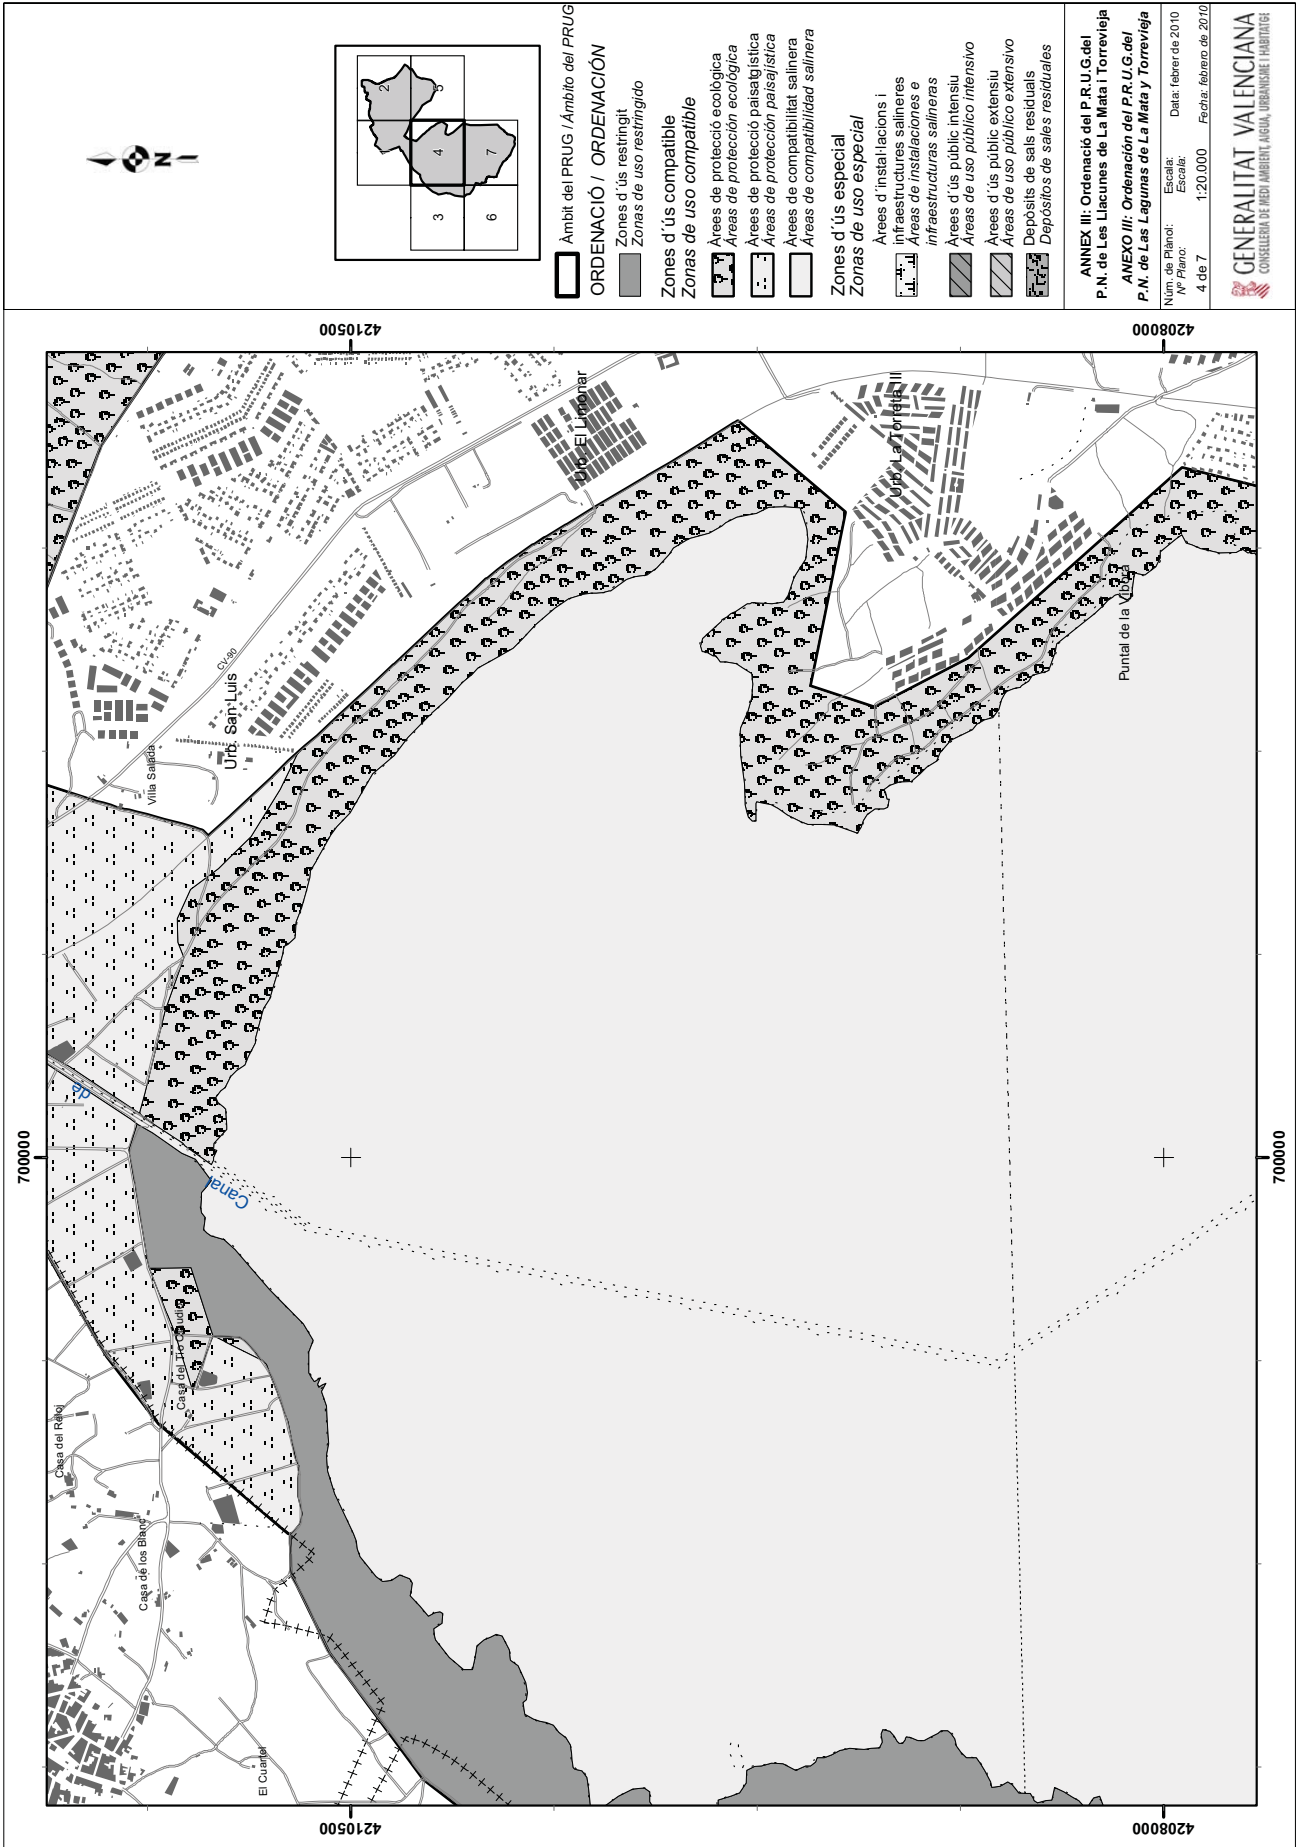 N
2
5
4
7
3
6
Àmbit del PRUG / Ámbito del PRUG
ORDENACIÓ / ORDENACIÓN
Zones d´ús restringit
Zonas de uso restringido
Zones d´ús compatible
Zonas de uso compatible
Àrees de protecció ecològica
Áreas de protección ecológica
Àrees de protecció paisatgística
Áreas de protección paisajística
Àrees de compatibilitat salinera
Áreas de compatibilidad salinera
Zones d´ús especial
Zonas de uso especial
Àrees d´instal·lacions i
infraestructures salineres
Áreas de instalaciones e
infraestructuras salineras
Àrees d´ús públic intensiu
Áreas de uso público intensivo
Àrees d´ús públic extensiu
Áreas de uso público extensivo
Depòsits de sals residuals
Depósitos de sales residuales
ANNEX III: Ordenació del P.R.U.G.del
P.N. de Les Llacunes de La Mata i Torrevieja
ANEXO III: Ordenación del P.R.U.G.del
P.N. de Las Lagunas de La Mata y Torrevieja
Núm. de Plànol:
Nº Plano:
4 de 7
Escala:
Escala:
1:20.000
Data: febrer de 2010
Fecha: febrero de 2010
GENERALITAT VALENCIANA
CONSELLERIA DE MEDI AMBIENT, AIGUA, URBANISME I HABITATGE
4210500
4208000
700000
700000
4210500
4208000
Urb. El Limonar
Urb. La Torreta III
Puntal de la Víbora
CV-90
Urb. San Luis
Villa Salada
de
Canal
Casa del Tío Claudio
Casa del Reloj
Casa de los Blanc
El Cuartel